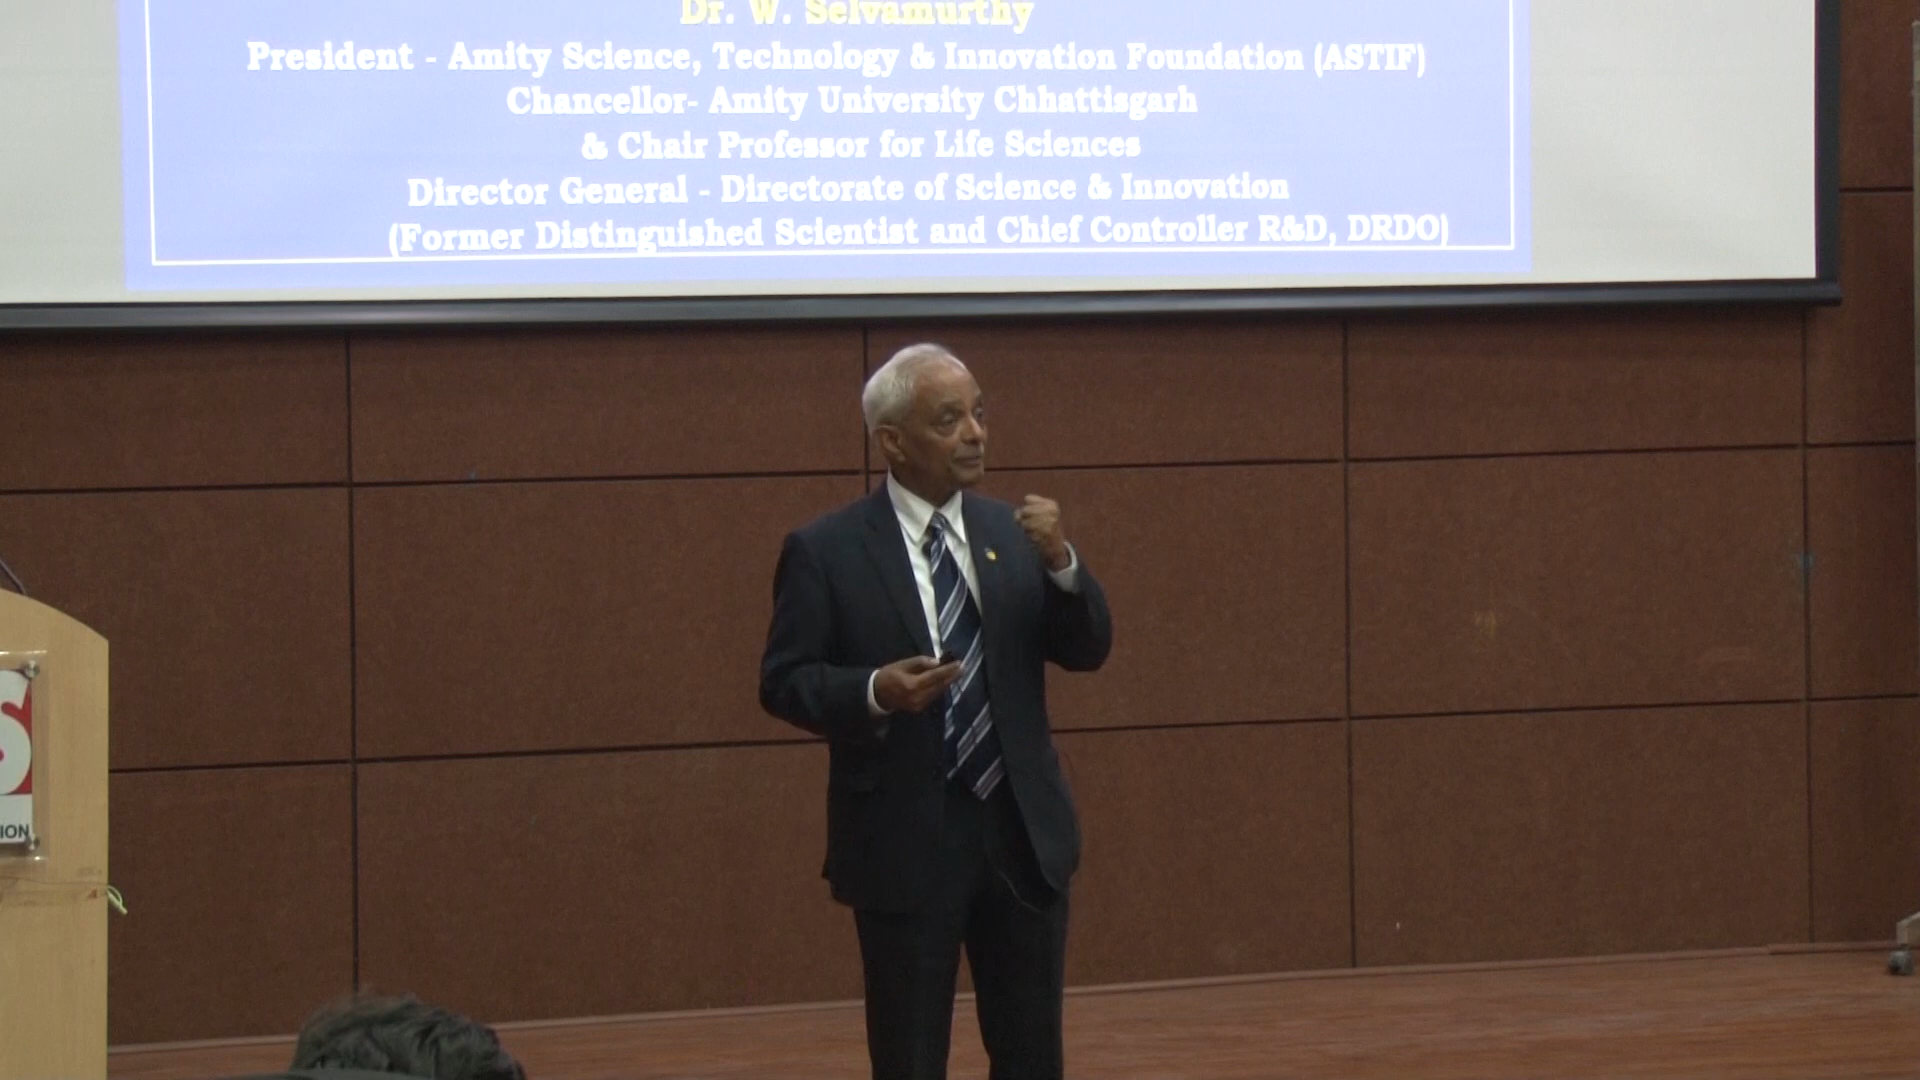 Dr. W. Selvamurthy
President - Amity Science, Technology & Innovation Foundation (ASTIF)
Chancellor- Amity University Chhattisgarh
& Chair Professor for Life Sciences
Director General - Directorate of Science & Innovation
(Former Distinguished Scientist and Chief Controller R&D, DRDO)
S
ION